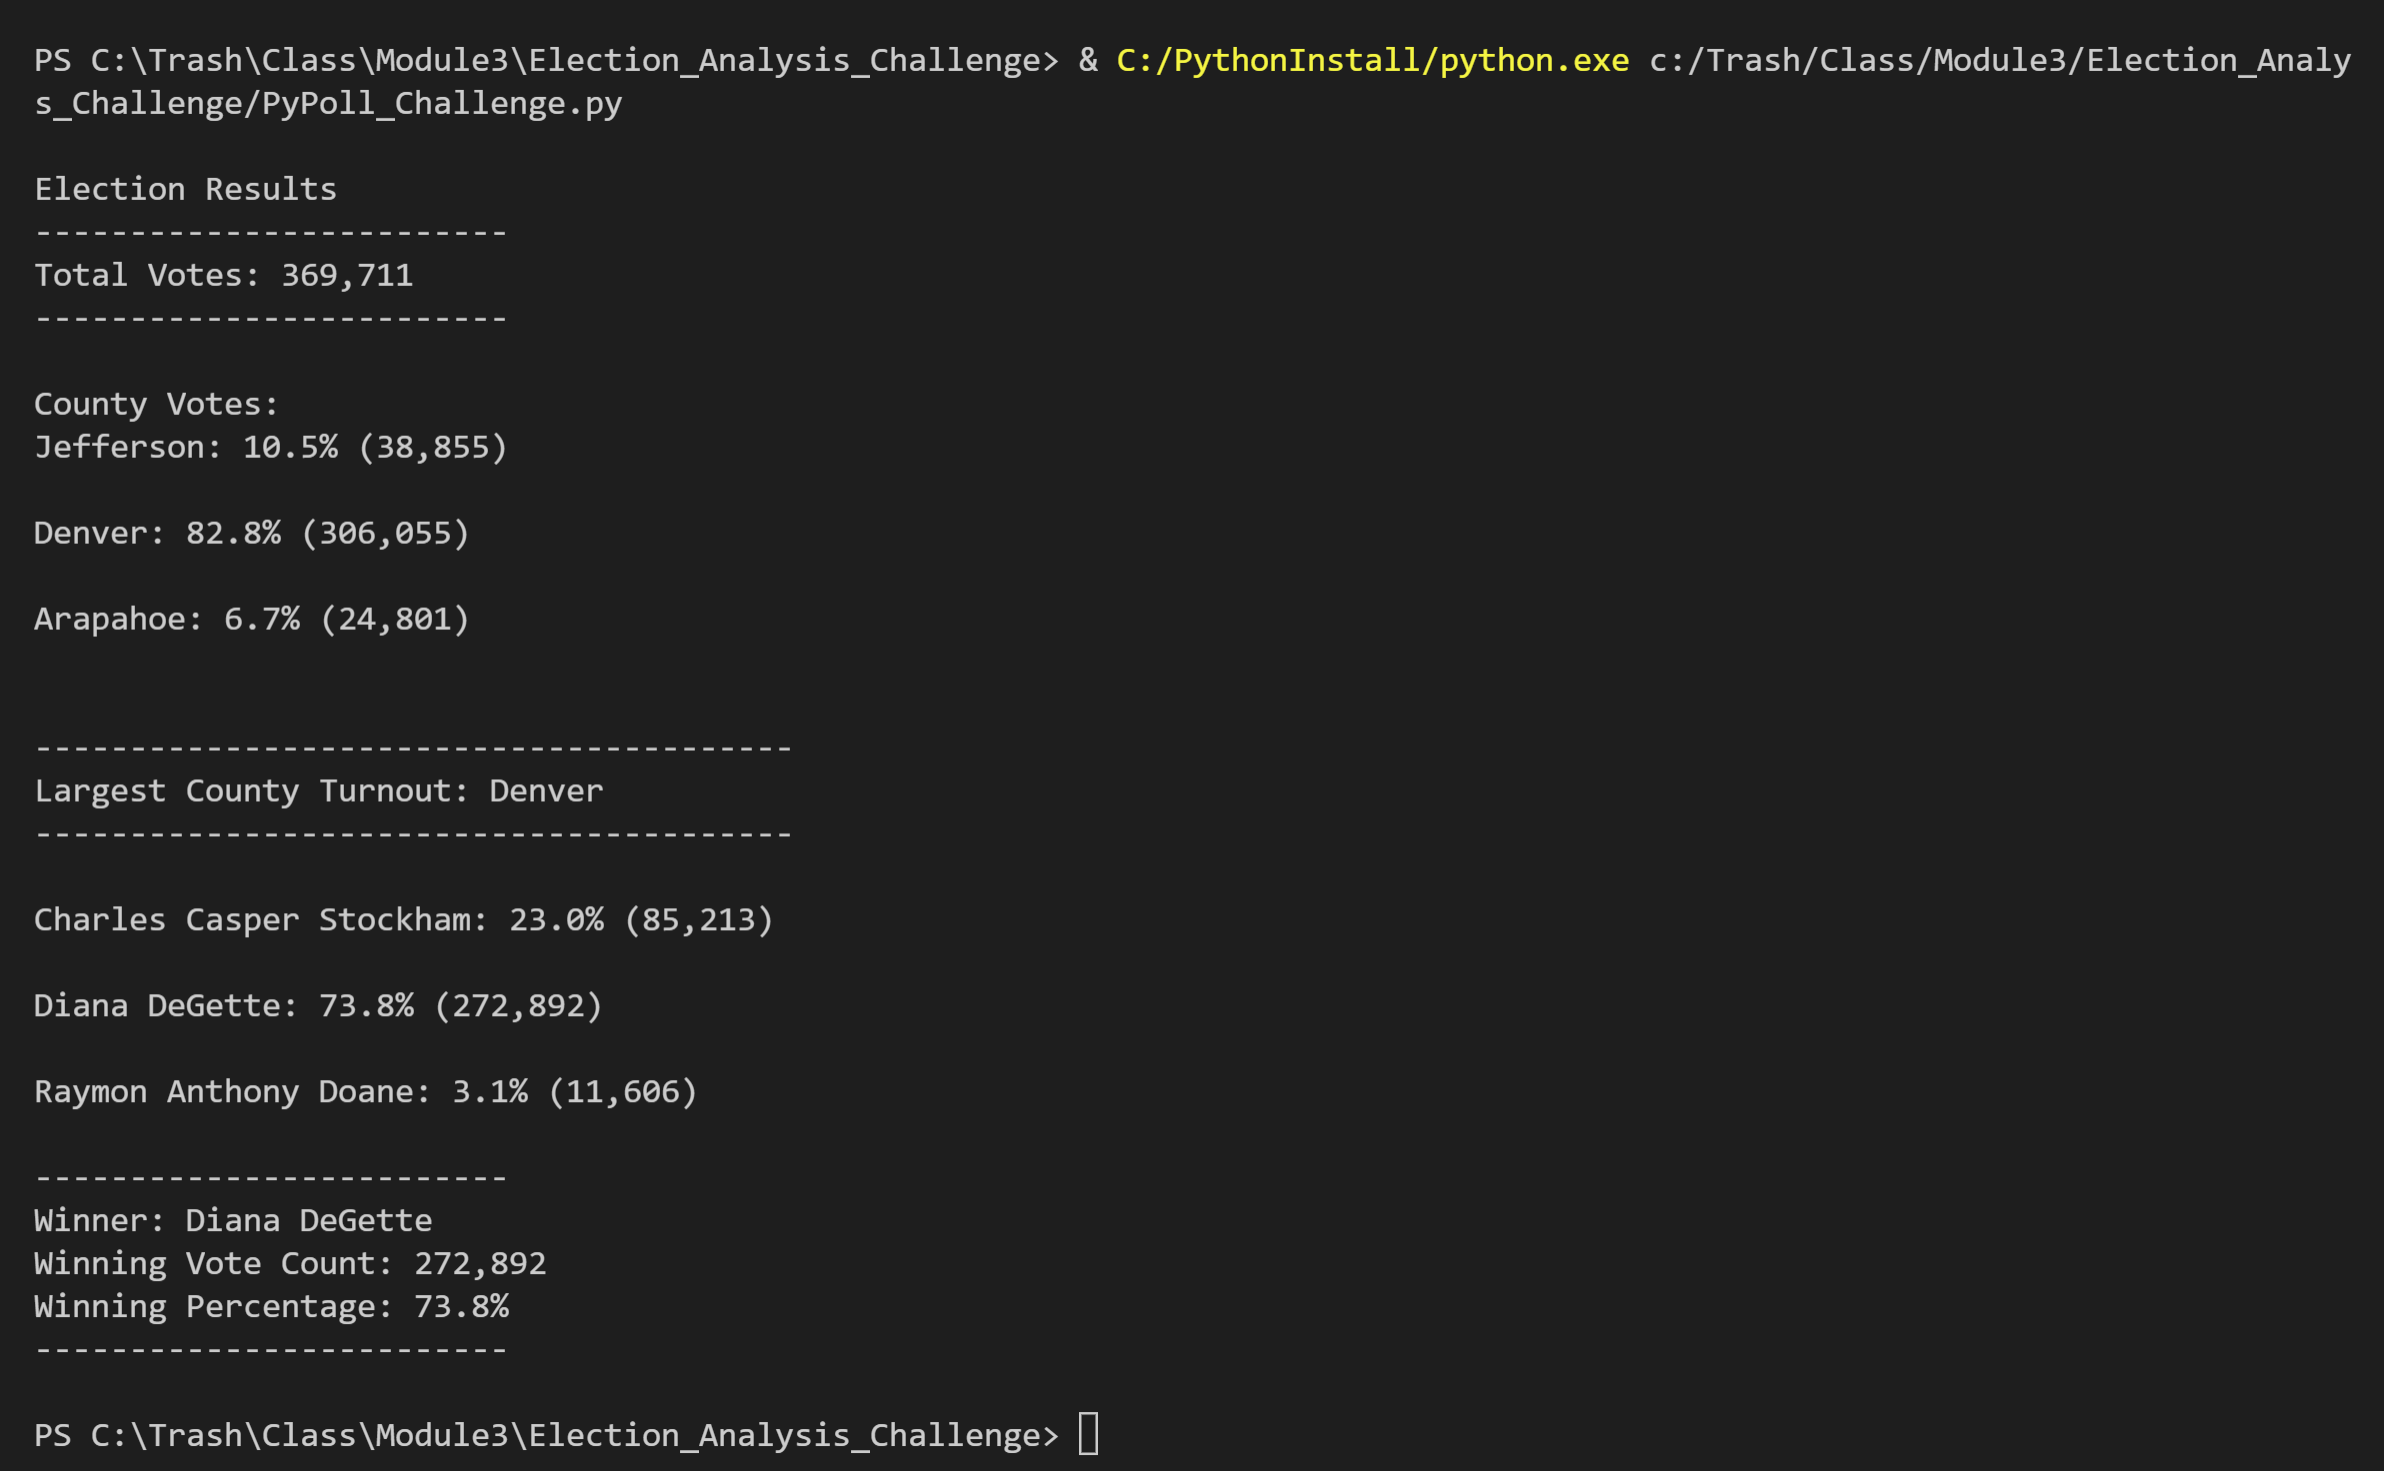 PS C:\Trash\Class\Module3\Election_Analysis_Challenge> & C:/PythonInstall/python.exe c:/Trash/Class/Module3/Election_Analy
s_Challenge/PyPoll_Challenge.py
Election Results
-------------------------
Total Votes: 369,711
-------------------------
County Votes:
Jefferson: 10.5% (38,855)
Denver: 82.8% (306,055)
Arapahoe: 6.7% (24,801)
----------------------------------------
Largest County Turnout: Denver
----------------------------------------
Charles Casper Stockham: 23.0% (85,213)
Diana DeGette: 73.8% (272,892)
Raymon Anthony Doane: 3.1% (11,606)
-------------------------
Winner: Diana DeGette
Winning Vote Count: 272,892
Winning Percentage: 73.8%
-------------------------
PS C:\Trash\Class\Module3\Election_Analysis_Challenge>